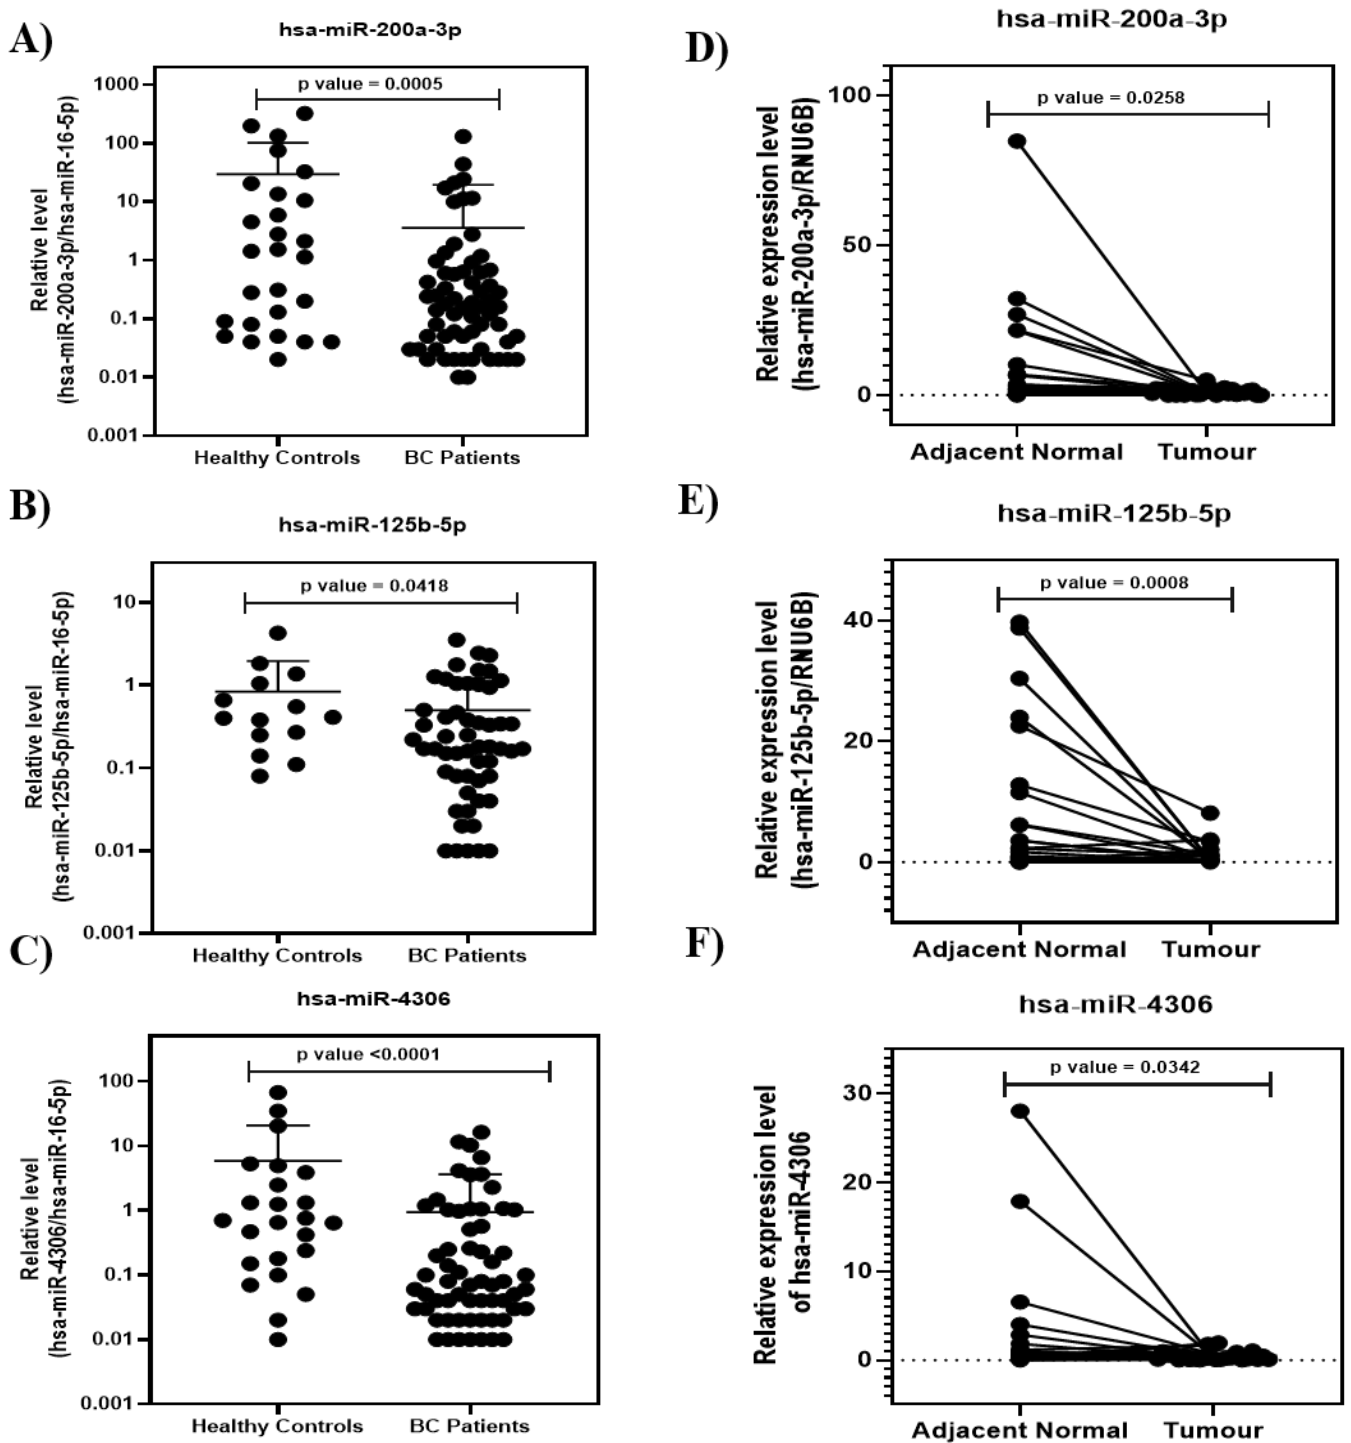 A)
hsa-miR-200a-3p
p value = 0.0005
Relative level
(hsa-miR-200a-3p/hsa-miR-16-5p)
1000
100
10
1
0.1
0.01
0.001
Healthy Controls
BC Patients
B)
hsa-miR-125b-5p
p value = 0.0418
Relative level
(hsa-miR-125b-5p/hsa-miR-16-5p)
10
1
0.1
0.01
0.001
Healthy Controls
BC Patients
C)
hsa-miR-4306
p value <0.0001
Relative level
(hsa-miR-4306/hsa-miR-16-5p)
100
10
1
0.1
0.01
0.001
Healthy Controls
BC Patients
D)
hsa-miR-200a-3p
p value = 0.0258
Relative expression level
(hsa-miR-200a-3p/RNU6B)
100
50
0
Adjacent Normal
Tumour
E)
hsa-miR-125b-5p
p value = 0.0008
Relative expression level
(hsa-miR-125b-5p/RNU6B)
40
20
0
Adjacent Normal
Tumour
F)
hsa-miR-4306
p value = 0.0342
Relative expression level
of hsa-miR-4306
30
20
10
0
Adjacent Normal
Tumour